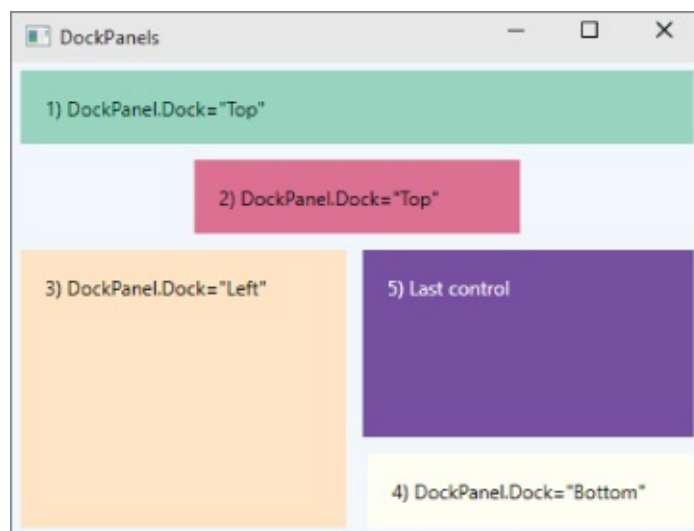 DockPanels
1) DockPanel.Dock="Top"
2) DockPanel.Dock="Top"
3) DockPanel.Dock="Left"
5) Last control
4) DockPanel.Dock="Bottom"